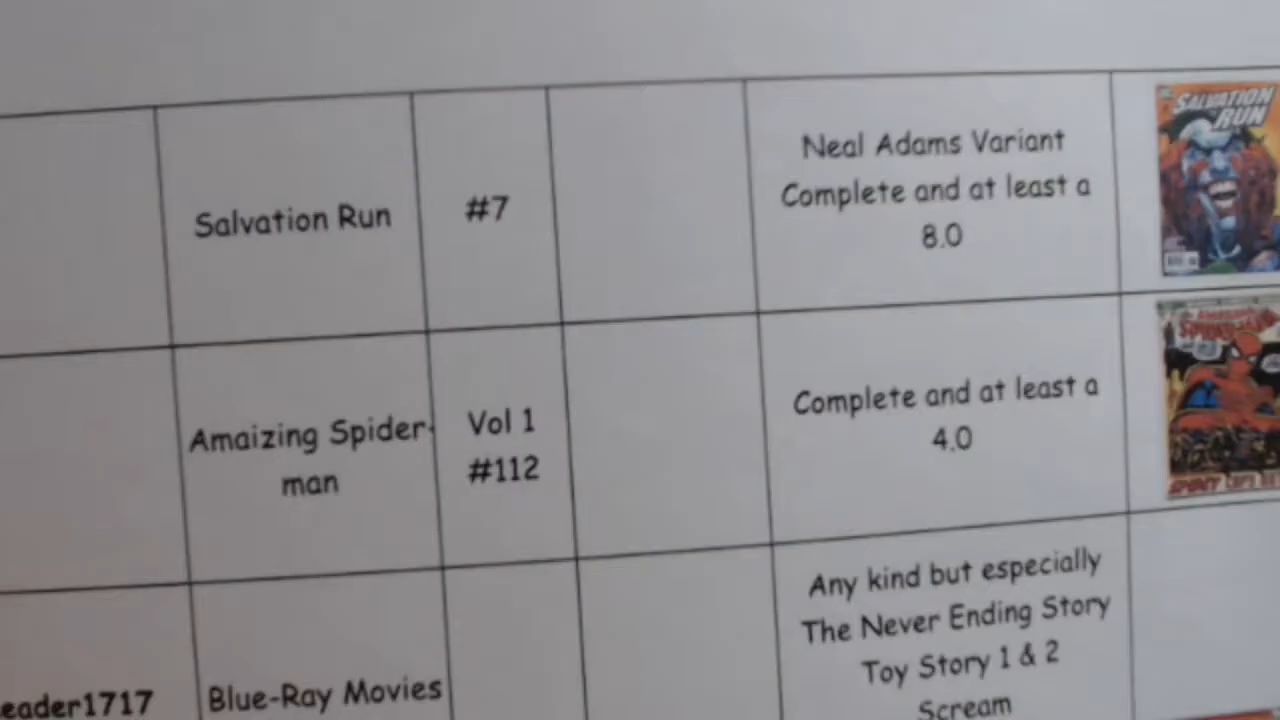 Salvation Run
#7
Neal Adams Variant
Complete and at least a
8.0
SALVATION
RUN
Amaizing Spider-
man
Vol 1
#112
Complete and at least a
4.0
eader1717
Blue-Ray Movies
Any kind but especially
The Never Ending Story
Toy Story 1 & 2
Scream